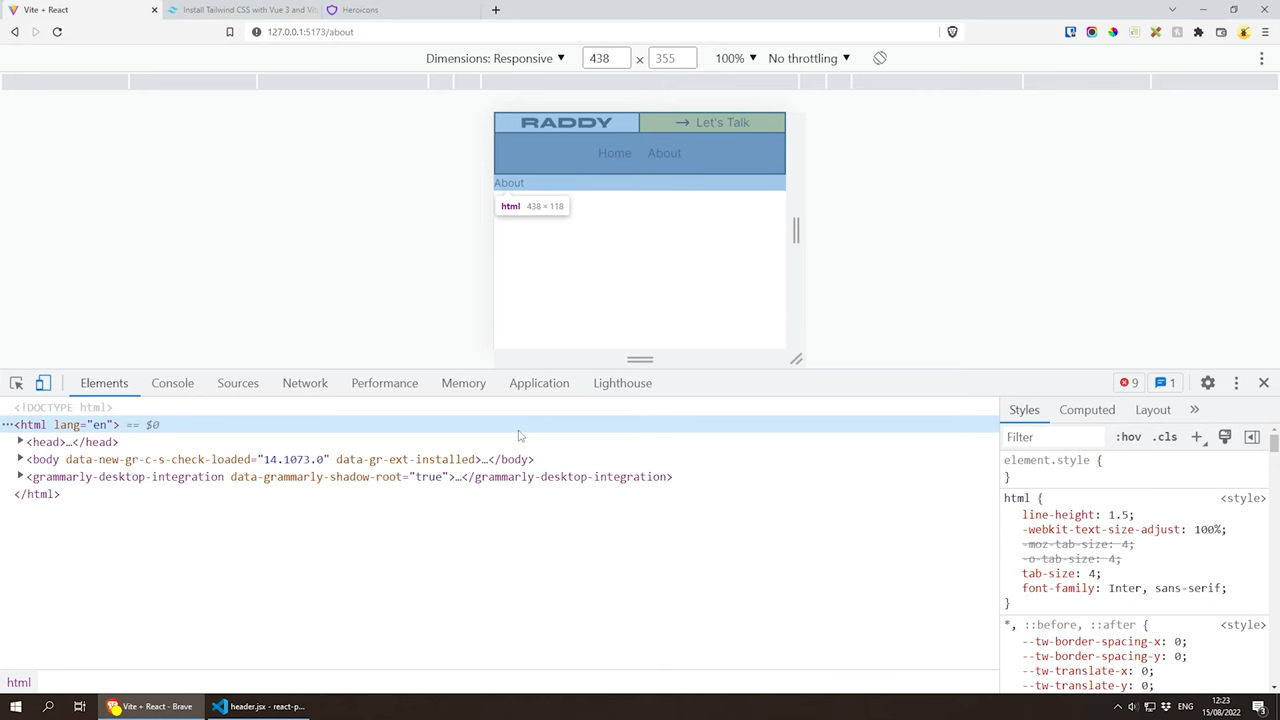 Vite + React
Install Tailwind CSS with Vue 3 and Vit
Heroicons
127.0.0.1:5173/about
Dimensions: Responsive
438
×
355
100%
No throttling
RADDY
→ Let's Talk
Home
About
About
html 438 × 118
Elements
Console
Sources
Network
Performance
Memory
Application
Lighthouse
9
1
<!DOCTYPE html>
<html lang="en"> == $0
<head>…</head>
<body data-new-gr-c-s-check-loaded="14.1073.0" data-gr-ext-installed>…</body>
<grammarly-desktop-integration data-grammarly-shadow-root="true">…</grammarly-desktop-integration>
</html>
Styles
Computed
Layout
Filter
:hov
.cls
element.style {
}
html {
<style>
line-height: 1.5;
-webkit-text-size-adjust: 100%;
-moz-tab-size: 4;
-o-tab-size: 4;
tab-size: 4;
font-family: Inter, sans-serif;
}
*, ::before, ::after {
<style>
--tw-border-spacing-x: 0;
--tw-border-spacing-y: 0;
--tw-translate-x: 0;
--tw-translate-y: 0;
html
Vite + React - Brave
header.jsx - react-p...
ENG
12:23
15/08/2022
3